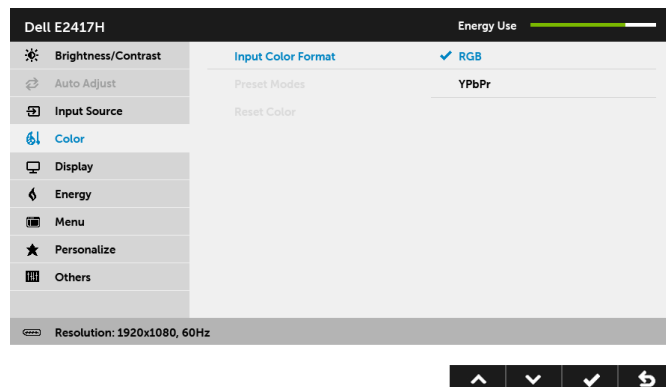 Dell E2417H
Energy Use
Brightness/Contrast
Input Color Format
RGB
Auto Adjust
Preset Modes
YPbPr
Input Source
Reset Color
Color
Display
Energy
Menu
Personalize
Others
Resolution: 1920x1080, 60Hz